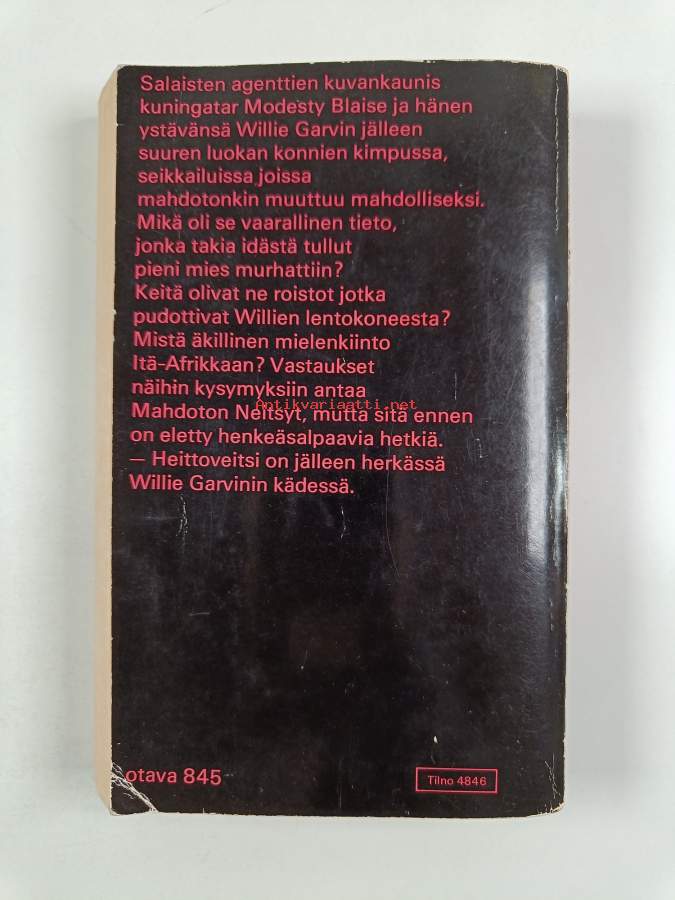 Salaisten agenttien kuvankaunis
kuningatar Modesty Blaise ja hänen
ystävänsä Willie Garvin jälleen
suuren luokan konnien kimpussa,
seikkailuissa joissa
mahdotonkin muuttuu mahdolliseksi.
Mikä oli se vaarallinen tieto,
jonka takia idästä tullut
pieni mies murhattiin?
Keitä olivat ne roistot jotka
pudottivat Willien lentokoneesta?
Mistä äkillinen mielenkiinto
Itä-Afrikkaan? Vastaukset
näihin kysymyksiin antaa
Antikvariaatti.net
Mahdoton Neitsyt, mutta sitä ennen
on eletty henkeäsalpaavia hetkiä.
— Heittoveitsi on jälleen herkässä
Willie Garvinin kädessä.
otava 845
Tilno 4846